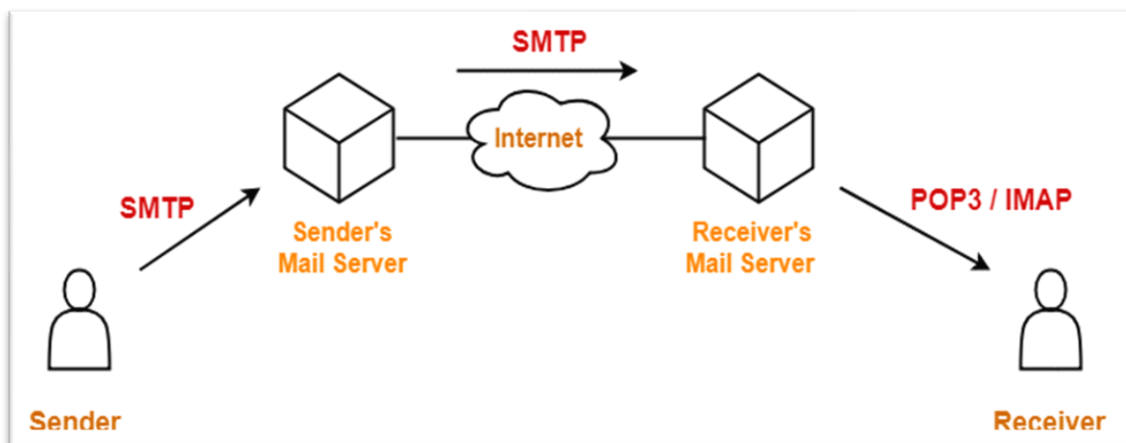 SMTP
Internet
SMTP
POP3 / IMAP
Sender's
Mail Server
Receiver's
Mail Server
Sender
Receiver